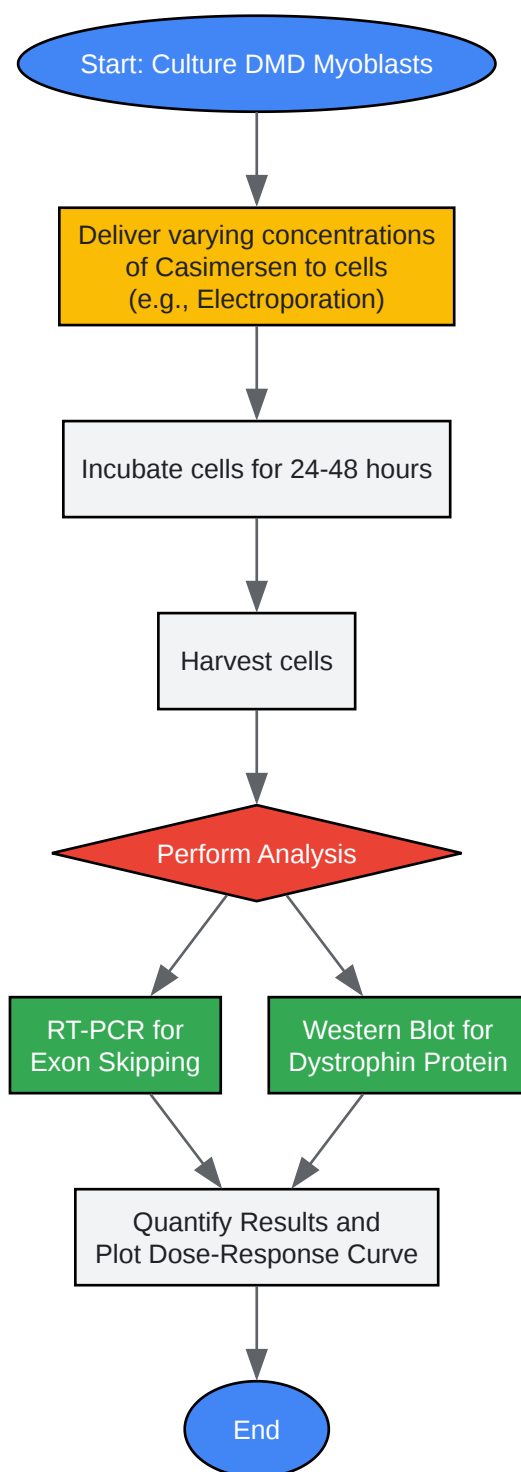 Start: Culture DMD Myoblasts
Deliver varying concentrations
of Casimersen to cells
(e.g., Electroporation)
Incubate cells for 24-48 hours
Harvest cells
Perform Analysis
RT-PCR for
Exon Skipping
Western Blot for
Dystrophin Protein
Quantify Results and
Plot Dose-Response Curve
End